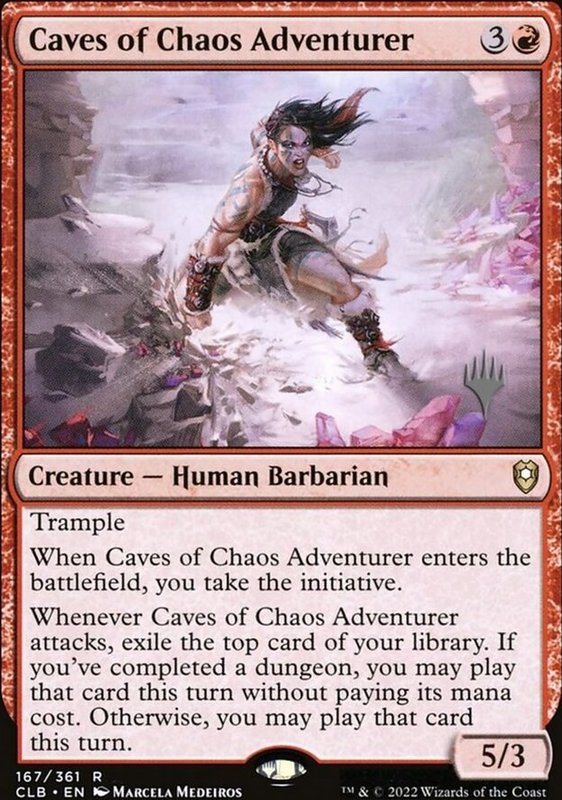 Caves of Chaos Adventurer 3
Creature — Human Barbarian
Trample
When Caves of Chaos Adventurer enters the
battlefield, you take the initiative.
Whenever Caves of Chaos Adventurer
attacks, exile the top card of your library. If
you've completed a dungeon, you may play
that card this turn without paying its mana
cost. Otherwise, you may play that card
this turn.
5/3
167/361 R
CLB • EN Marcela Medeiros
™ & © 2022 Wizards of the Coast